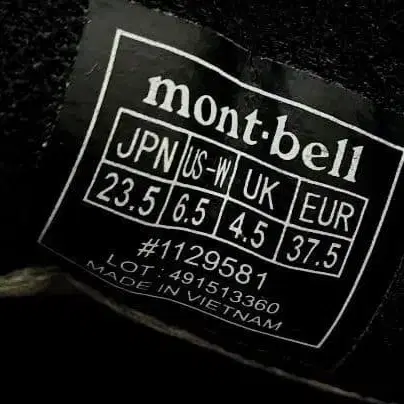 mont·bell
JPN US-W UK EUR
23.5 6.5 4.5 37.5
#1129581
LOT : 491513360
MADE IN VIETNAM